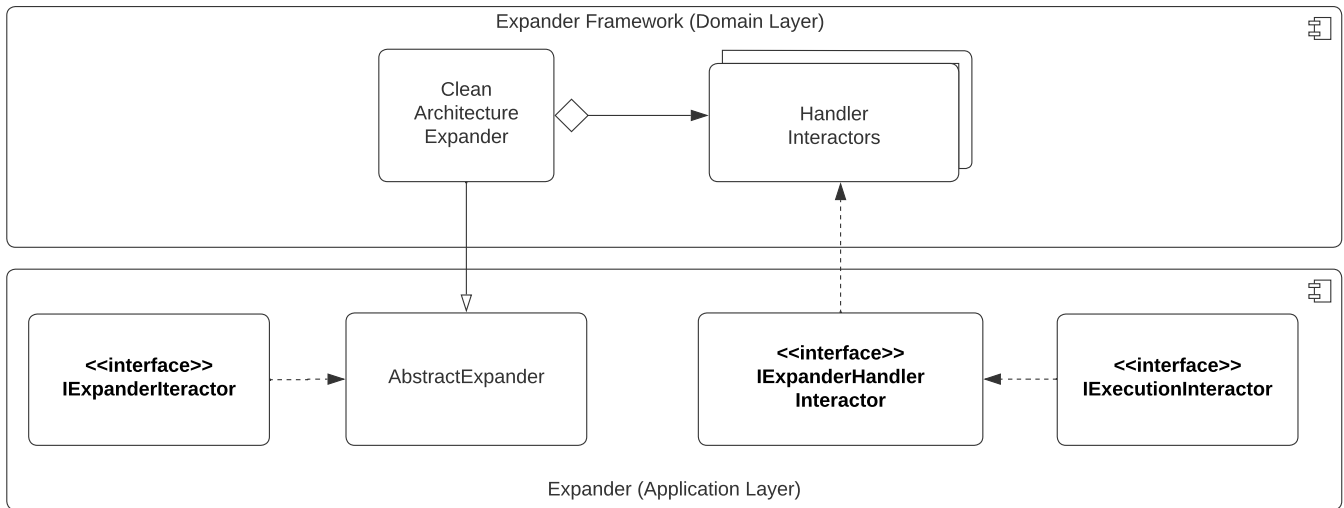 Expander Framework (Domain Layer)
Clean
Architecture
Expander
Handler
Interactors
<<interface>>
IExpanderIteractor
AbstractExpander
<<interface>>
IExpanderHandler
Interactor
<<interface>>
IExecutionInteractor
Expander (Application Layer)